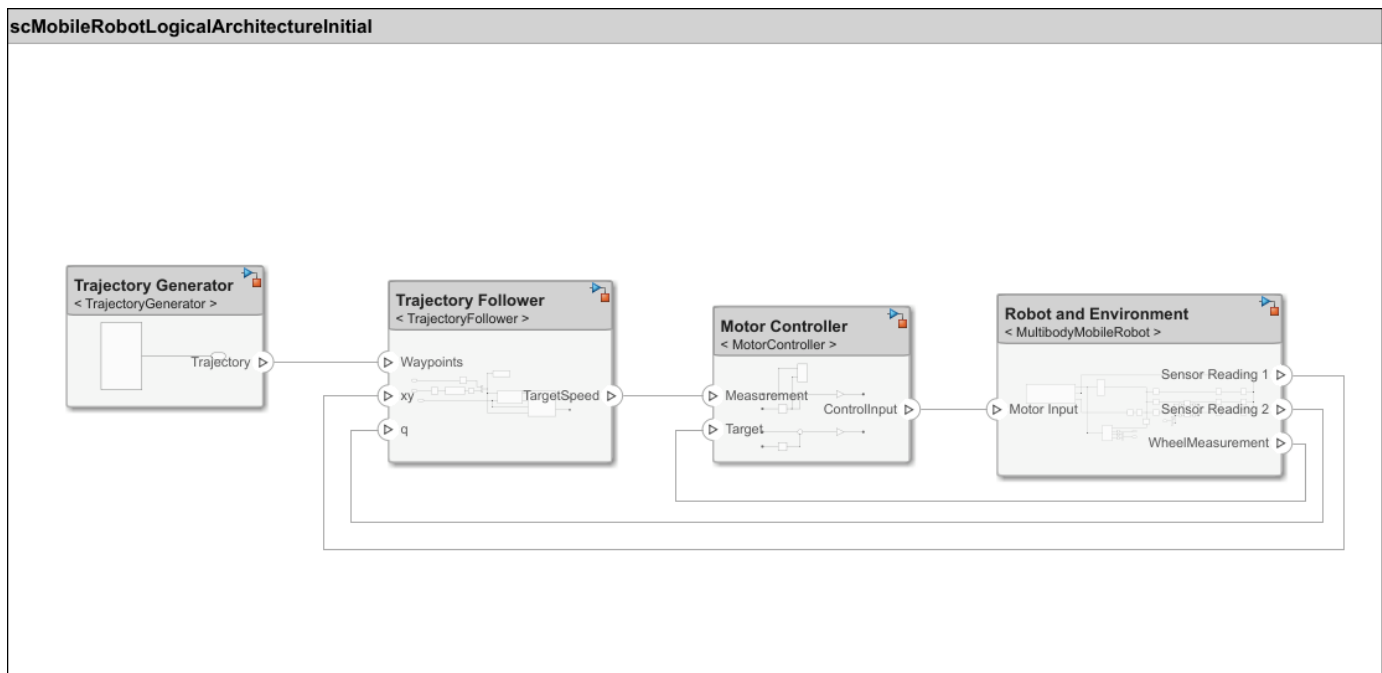 scMobileRobotLogicalArchitectureInitial
Trajectory Generator
< TrajectoryGenerator >
Trajectory
Trajectory Follower
< TrajectoryFollower >
Waypoints
xy
q
TargetSpeed
Motor Controller
< MotorController >
Measurement
Target
ControlInput
Robot and Environment
< MultibodyMobileRobot >
Motor Input
Sensor Reading 1
Sensor Reading 2
WheelMeasurement